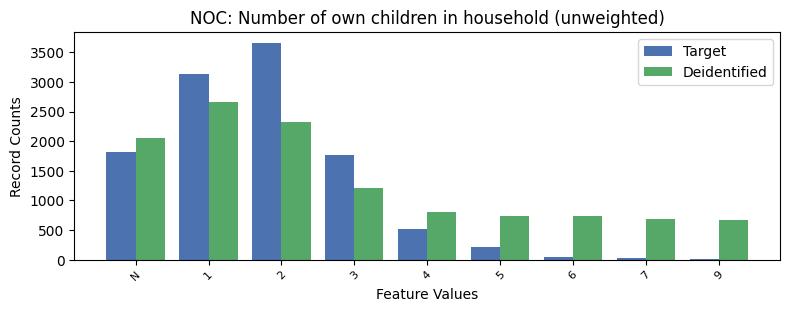 NOC: Number of own children in household (unweighted)
Target
Deidentified
Record Counts
3500
3000
2500
2000
1500
1000
500
0
N 1 2 3 4 5 6 7 9
Feature Values